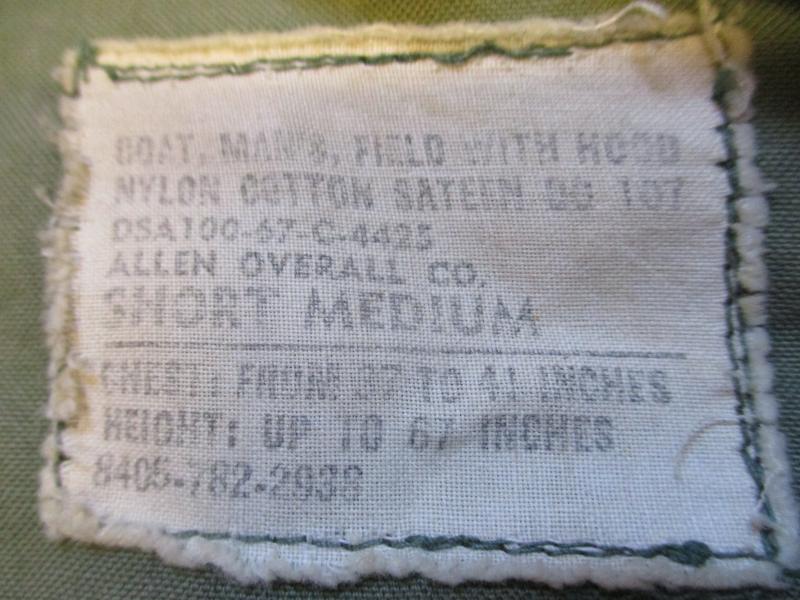 COAT, MAN'S, FIELD WITH HOOD
NYLON COTTON SATEEN OG 107
DSA100-67-C-4425
ALLEN OVERALL CO.
SHORT MEDIUM
CHEST: FROM 37 TO 41 INCHES
HEIGHT: UP TO 67 INCHES
8405-782-2938